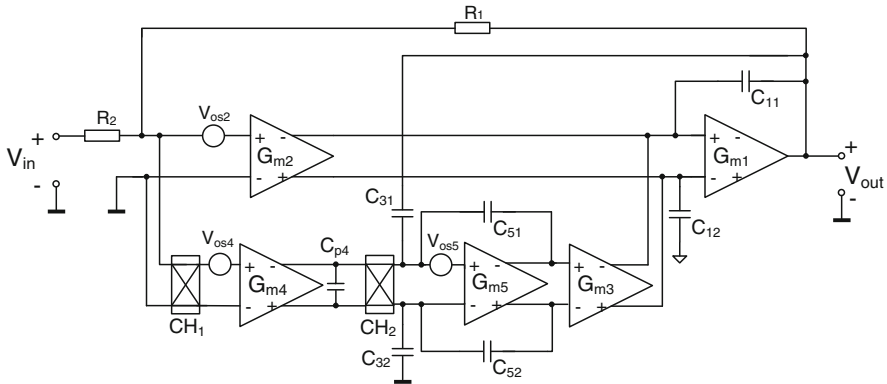 R1
C11
R2
Vos2
+
-
+
-
+
-
+
Vin
-
Gm2
-
+
Gm1
Vout
-
C31
C12
Vos4
Cp4
C51
Vos5
+
-
+
-
+
-
Gm4
Gm5
Gm3
-
+
-
+
-
+
CH1
CH2
C32
C52